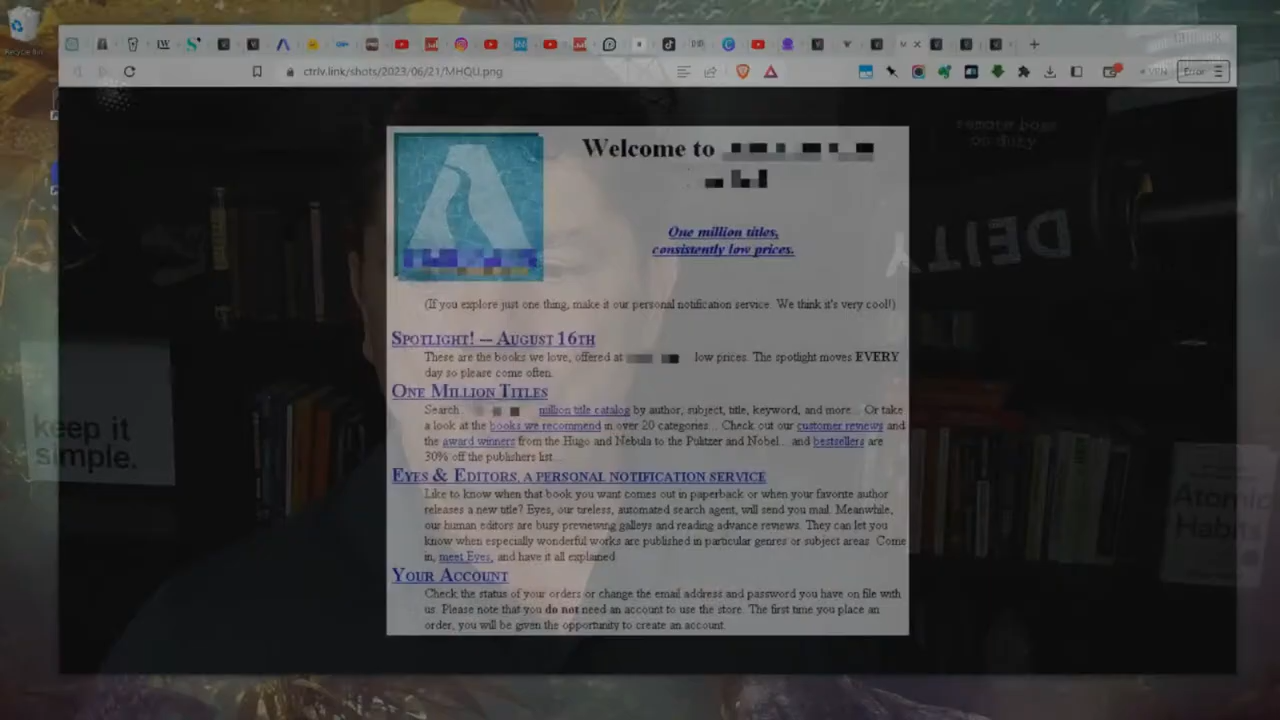 ctrlv.link/shots/2023/06/21/MHQU.png
VPN
Error
Welcome to
One million titles,
consistently low prices.
(If you explore just one thing, make it our personal notification service. We think it's very cool!)
SPOTLIGHT! -- AUGUST 16TH
These are the books we love, offered at low prices. The spotlight moves EVERY
day so please come often.
ONE MILLION TITLES
Search million title catalog by author, subject, title, keyword, and more... Or take
a look at the books we recommend in over 20 categories... Check out our customer reviews and
the award winners from the Hugo and Nebula to the Pulitzer and Nobel... and bestsellers are
30% off the publishers list...
EYES & EDITORS, A PERSONAL NOTIFICATION SERVICE
Like to know when that book you want comes out in paperback or when your favorite author
releases a new title? Eyes, our tireless, automated search agent, will send you mail. Meanwhile,
our human editors are busy previewing galleys and reading advance reviews. They can let you
know when especially wonderful works are published in particular genres or subject areas. Come
in, meet Eyes, and have it all explained.
YOUR ACCOUNT
Check the status of your orders or change the email address and password you have on file with
us. Please note that you do not need an account to use the store. The first time you place an
order, you will be given the opportunity to create an account.
remote boss
on duty
DEITY
keep it
simple.
Atomic
Habits
Recycle Bin